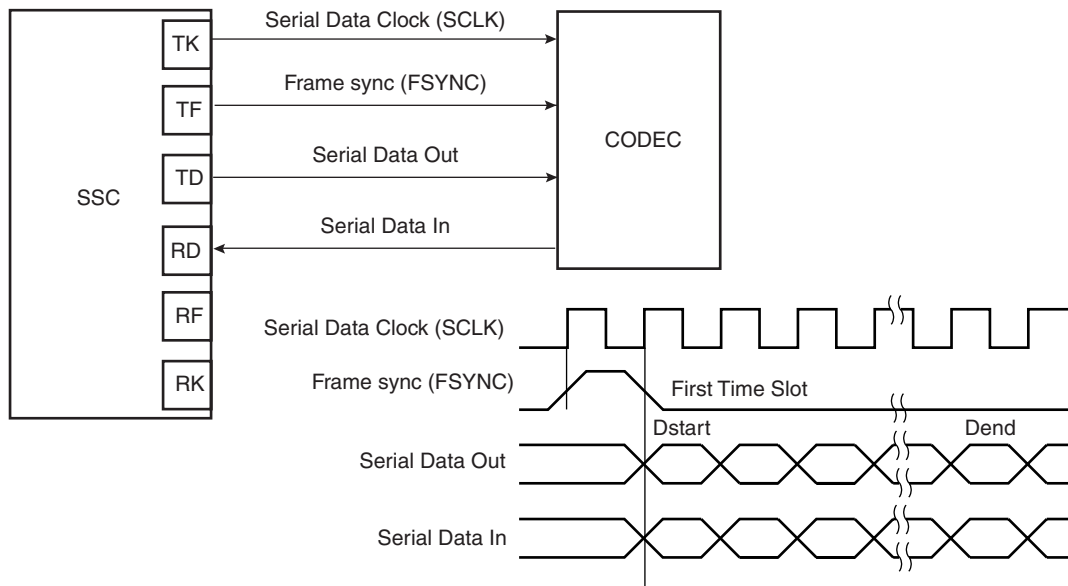 SSC
TK
TF
TD
RD
RF
RK
Serial Data Clock (SCLK)
Frame sync (FSYNC)
Serial Data Out
Serial Data In
CODEC
Serial Data Clock (SCLK)
Frame sync (FSYNC)
First Time Slot
Dstart
Dend
Serial Data Out
Serial Data In